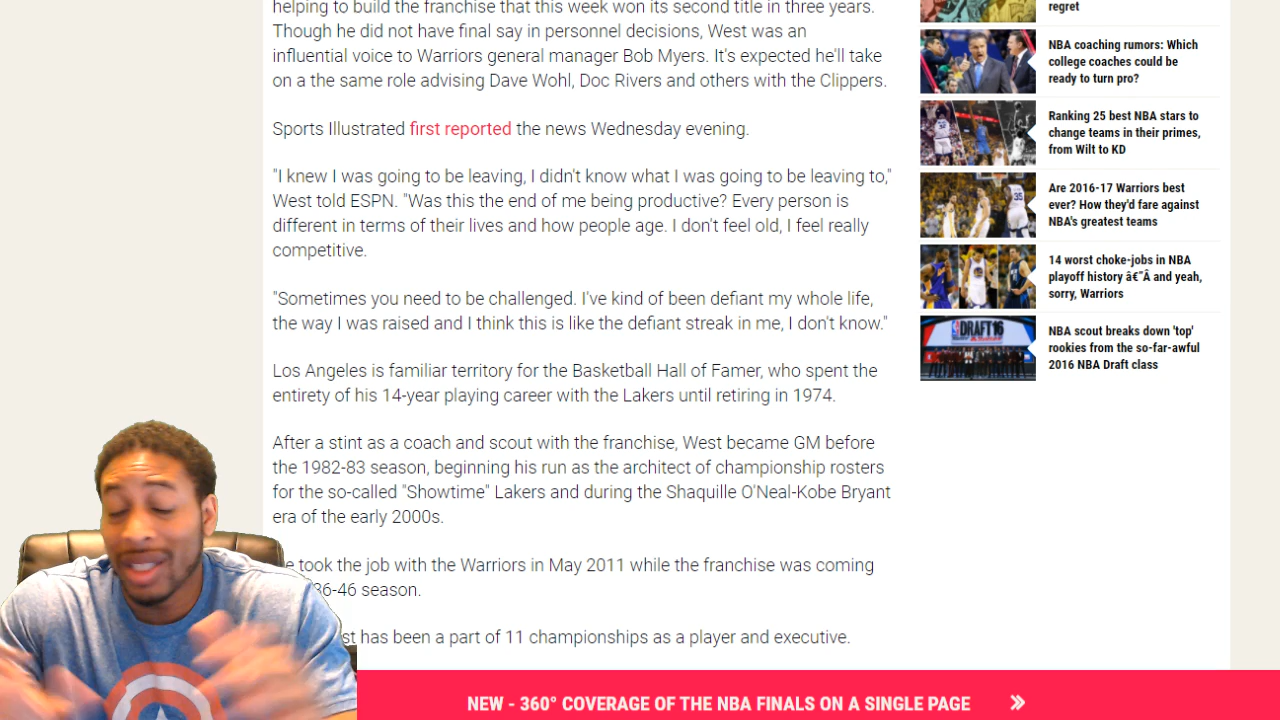 helping to build the franchise that this week won its second title in three years.
Though he did not have final say in personnel decisions, West was an
influential voice to Warriors general manager Bob Myers. It's expected he'll take
on a the same role advising Dave Wohl, Doc Rivers and others with the Clippers.
Sports Illustrated first reported the news Wednesday evening.
"I knew I was going to be leaving, I didn't know what I was going to be leaving to,"
West told ESPN. "Was this the end of me being productive? Every person is
different in terms of their lives and how people age. I don't feel old, I feel really
competitive.
"Sometimes you need to be challenged. I've kind of been defiant my whole life,
the way I was raised and I think this is like the defiant streak in me, I don't know."
Los Angeles is familiar territory for the Basketball Hall of Famer, who spent the
entirety of his 14-year playing career with the Lakers until retiring in 1974.
After a stint as a coach and scout with the franchise, West became GM before
the 1982-83 season, beginning his run as the architect of championship rosters
for the so-called "Showtime" Lakers and during the Shaquille O'Neal-Kobe Bryant
era of the early 2000s.
took the job with the Warriors in May 2011 while the franchise was coming
36-46 season.
has been a part of 11 championships as a player and executive.
regret
NBA coaching rumors: Which
college coaches could be
ready to turn pro?
Ranking 25 best NBA stars to
change teams in their primes,
from Wilt to KD
Are 2016-17 Warriors best
ever? How they'd fare against
NBA's greatest teams
14 worst choke-jobs in NBA
playoff history â€"Â and yeah,
sorry, Warriors
DRAFT16
NBA scout breaks down 'top'
rookies from the so-far-awful
2016 NBA Draft class
NEW - 360° COVERAGE OF THE NBA FINALS ON A SINGLE PAGE